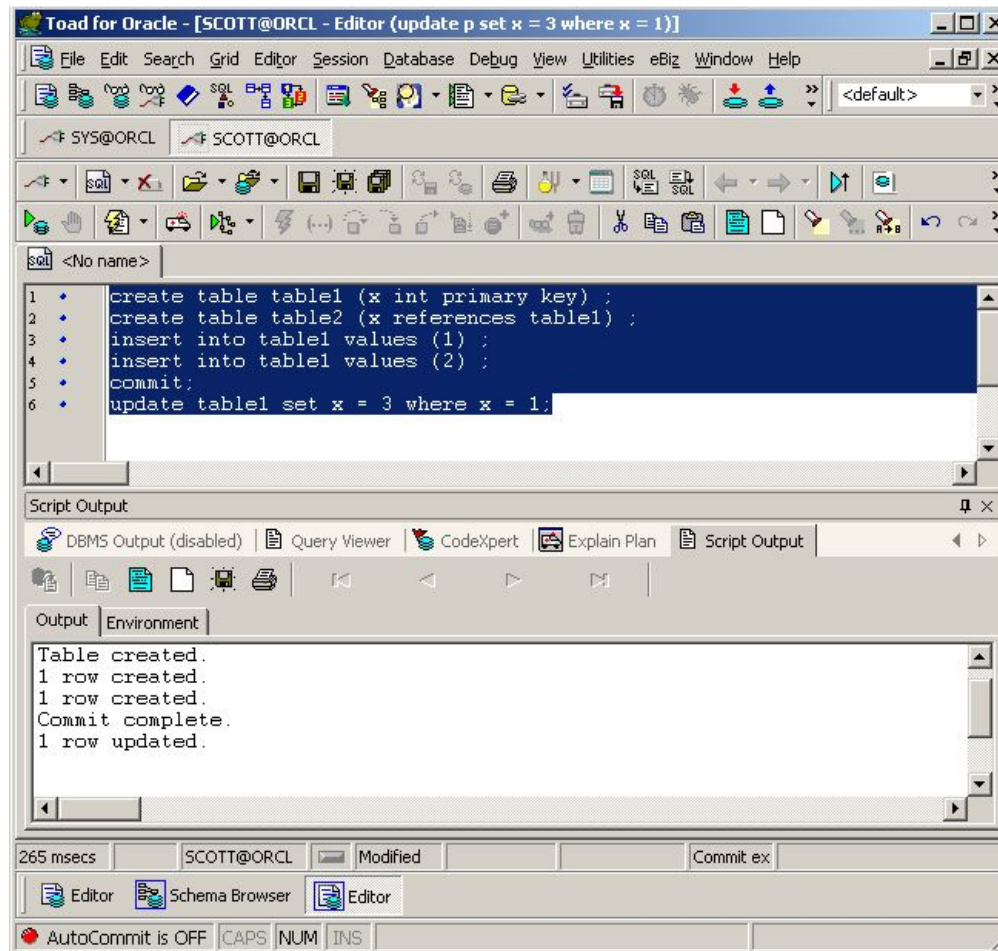 Toad for Oracle - [SCOTT@ORCL - Editor (update p set x = 3 where x = 1)]
File Edit Search Grid Editor Session Database Debug View Utilities eBiz Window Help
SQL <default>
SYS@ORCL SCOTT@ORCL
SQL SQL SQL
SQL <No name>
1 create table table1 (x int primary key) ;
2 create table table2 (x references table1) ;
3 insert into table1 values (1) ;
4 insert into table1 values (2) ;
5 commit;
6 update table1 set x = 3 where x = 1;
Script Output
DBMS Output (disabled) Query Viewer CodeXpert Explain Plan Script Output
Output Environment
Table created.
1 row created.
1 row created.
Commit complete.
1 row updated.
265 msecs SCOTT@ORCL Modified Commit ex
Editor Schema Browser Editor
AutoCommit is OFF CAPS NUM INS